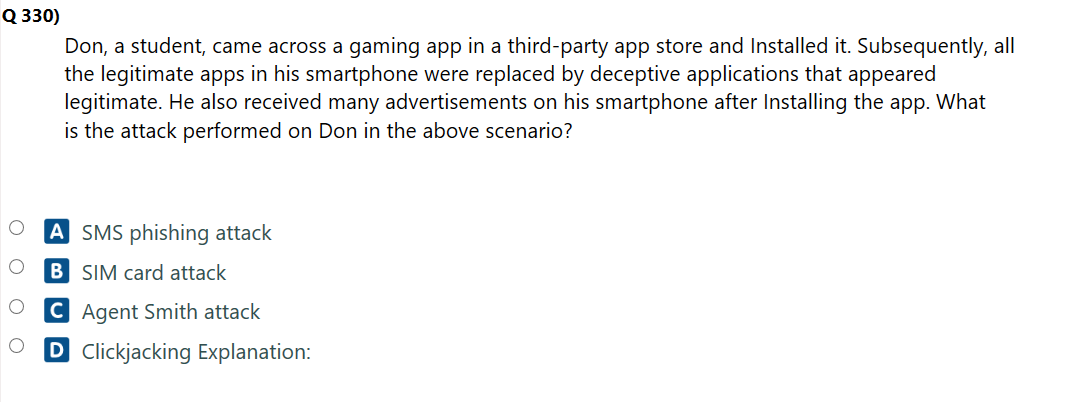 Q 330)
Don, a student, came across a gaming app in a third-party app store and Installed it. Subsequently, all
the legitimate apps in his smartphone were replaced by deceptive applications that appeared
legitimate. He also received many advertisements on his smartphone after Installing the app. What
is the attack performed on Don in the above scenario?
A SMS phishing attack
B SIM card attack
C Agent Smith attack
D Clickjacking Explanation: